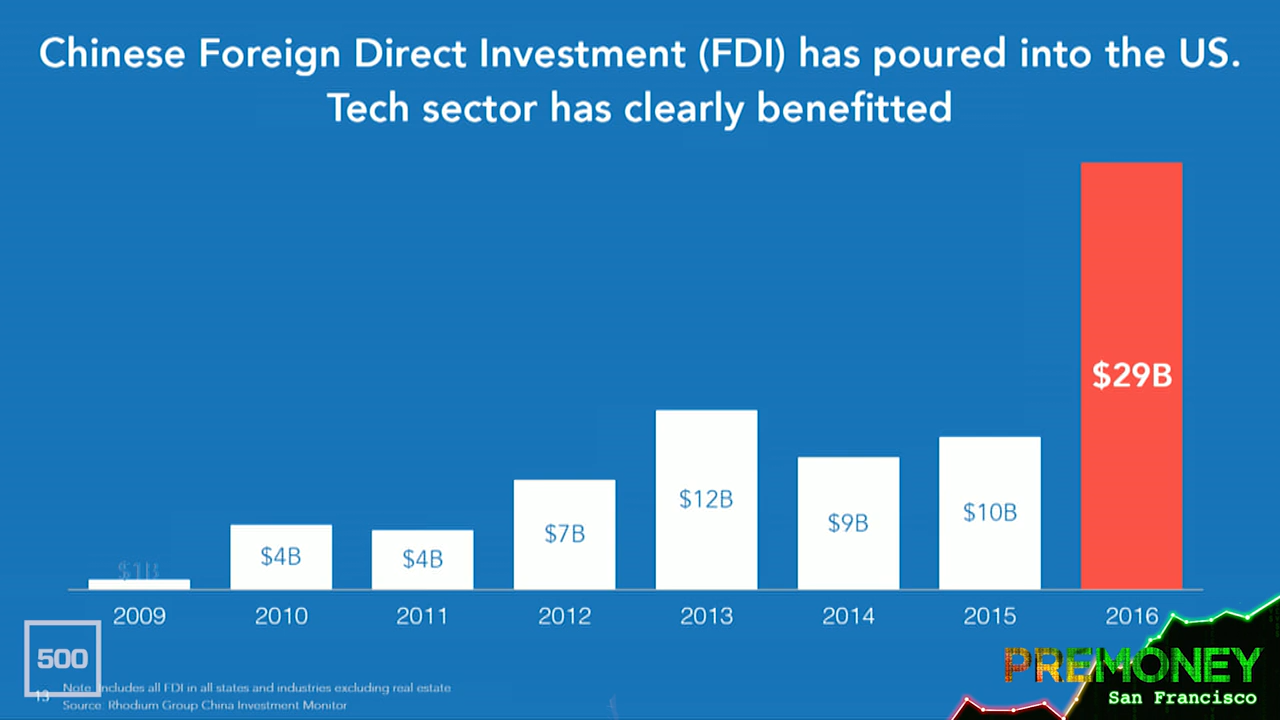 Chinese Foreign Direct Investment (FDI) has poured into the US.
Tech sector has clearly benefitted
$29B
$12B
$10B
$9B
$7B
$4B
$4B
$1B
2009
2010
2011
2012
2013
2014
2015
2016
500
13
Note: Includes all FDI in all states and industries excluding real estate
Source: Rhodium Group China Investment Monitor
PREMONEY
San Francisco